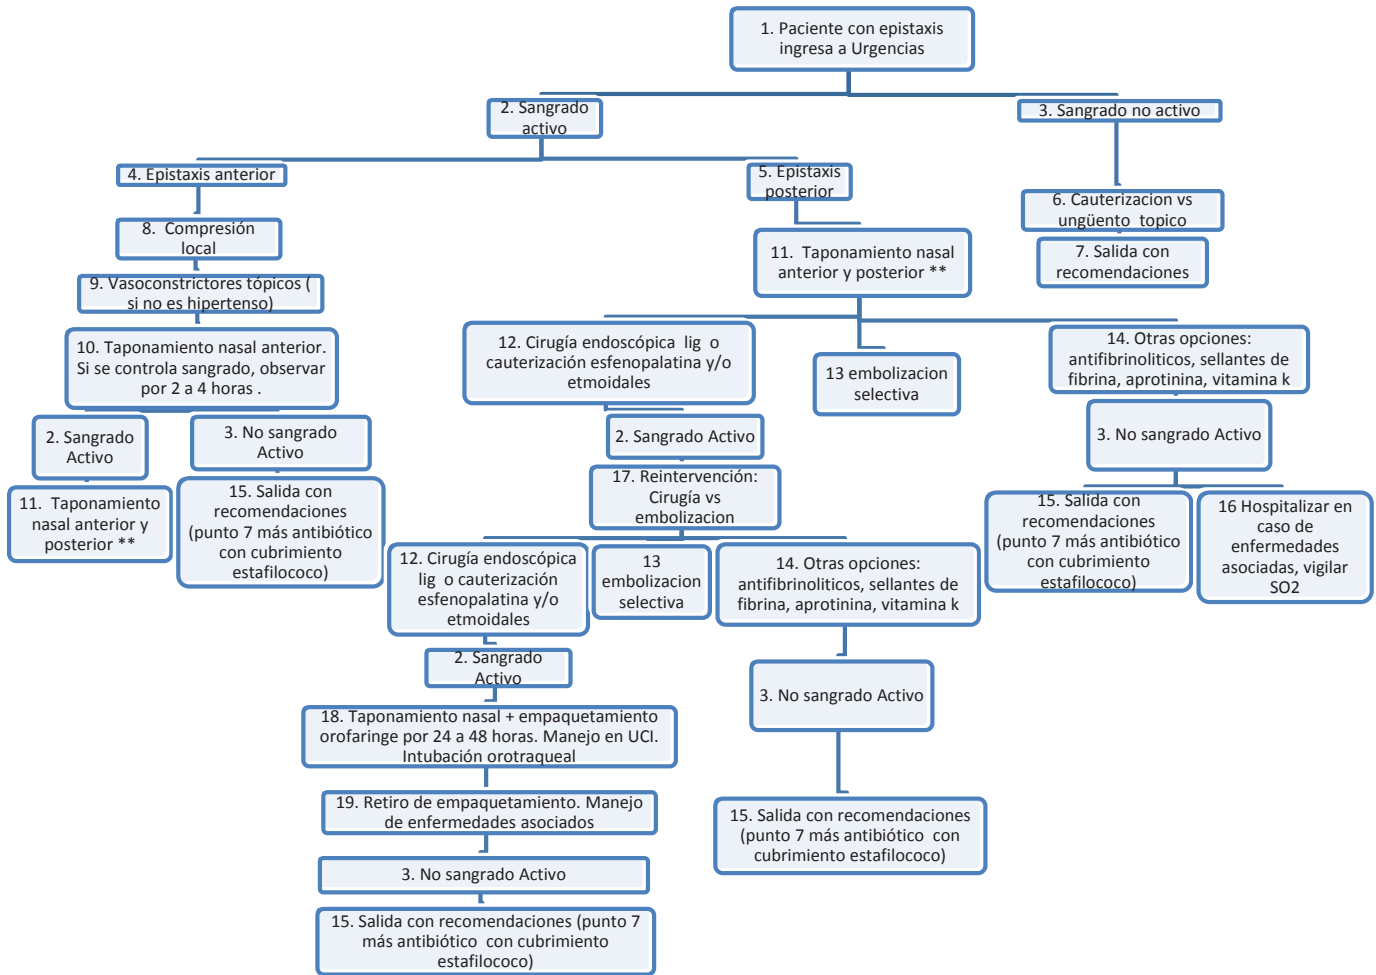 1. Paciente con epistaxis
ingresa a Urgencias
2. Sangrado
activo
3. Sangrado no activo
4. Epistaxis anterior
5. Epistaxis
posterior
6. Cauterizacion vs
ungüento topico
7. Salida con
recomendaciones
8. Compresión
local
9. Vasoconstrictores tópicos (
si no es hipertenso)
10. Taponamiento nasal anterior.
Si se controla sangrado, observar
por 2 a 4 horas .
2. Sangrado
Activo
3. No sangrado
Activo
11. Taponamiento
nasal anterior y
posterior **
15. Salida con
recomendaciones
(punto 7 más antibiótico
con cubrimiento
estafilococo)
11. Taponamiento nasal
anterior y posterior **
12. Cirugía endoscópica lig o
cauterización esfenopalatina y/o
etmoidales
13 embolizacion
selectiva
14. Otras opciones:
antifibrinoliticos, sellantes de
fibrina, aprotinina, vitamina k
2. Sangrado Activo
17. Reintervención:
Cirugía vs
embolizacion
3. No sangrado Activo
15. Salida con
recomendaciones
(punto 7 más antibiótico
con cubrimiento
estafilococo)
16 Hospitalizar en
caso de
enfermedades
asociadas, vigilar
SO2
12. Cirugía endoscópica
lig o cauterización
esfenopalatina y/o
etmoidales
13
embolizacion
selectiva
14. Otras opciones:
antifibrinoliticos, sellantes de
fibrina, aprotinina, vitamina k
2. Sangrado
Activo
3. No sangrado Activo
18. Taponamiento nasal + empaquetamiento
orofaringe por 24 a 48 horas. Manejo en UCI.
Intubación orotraqueal
19. Retiro de empaquetamiento. Manejo
de enfermedades asociados
3. No sangrado Activo
15. Salida con recomendaciones (punto 7
más antibiótico con cubrimiento
estafilococo)
15. Salida con recomendaciones
(punto 7 más antibiótico con
cubrimiento estafilococo)